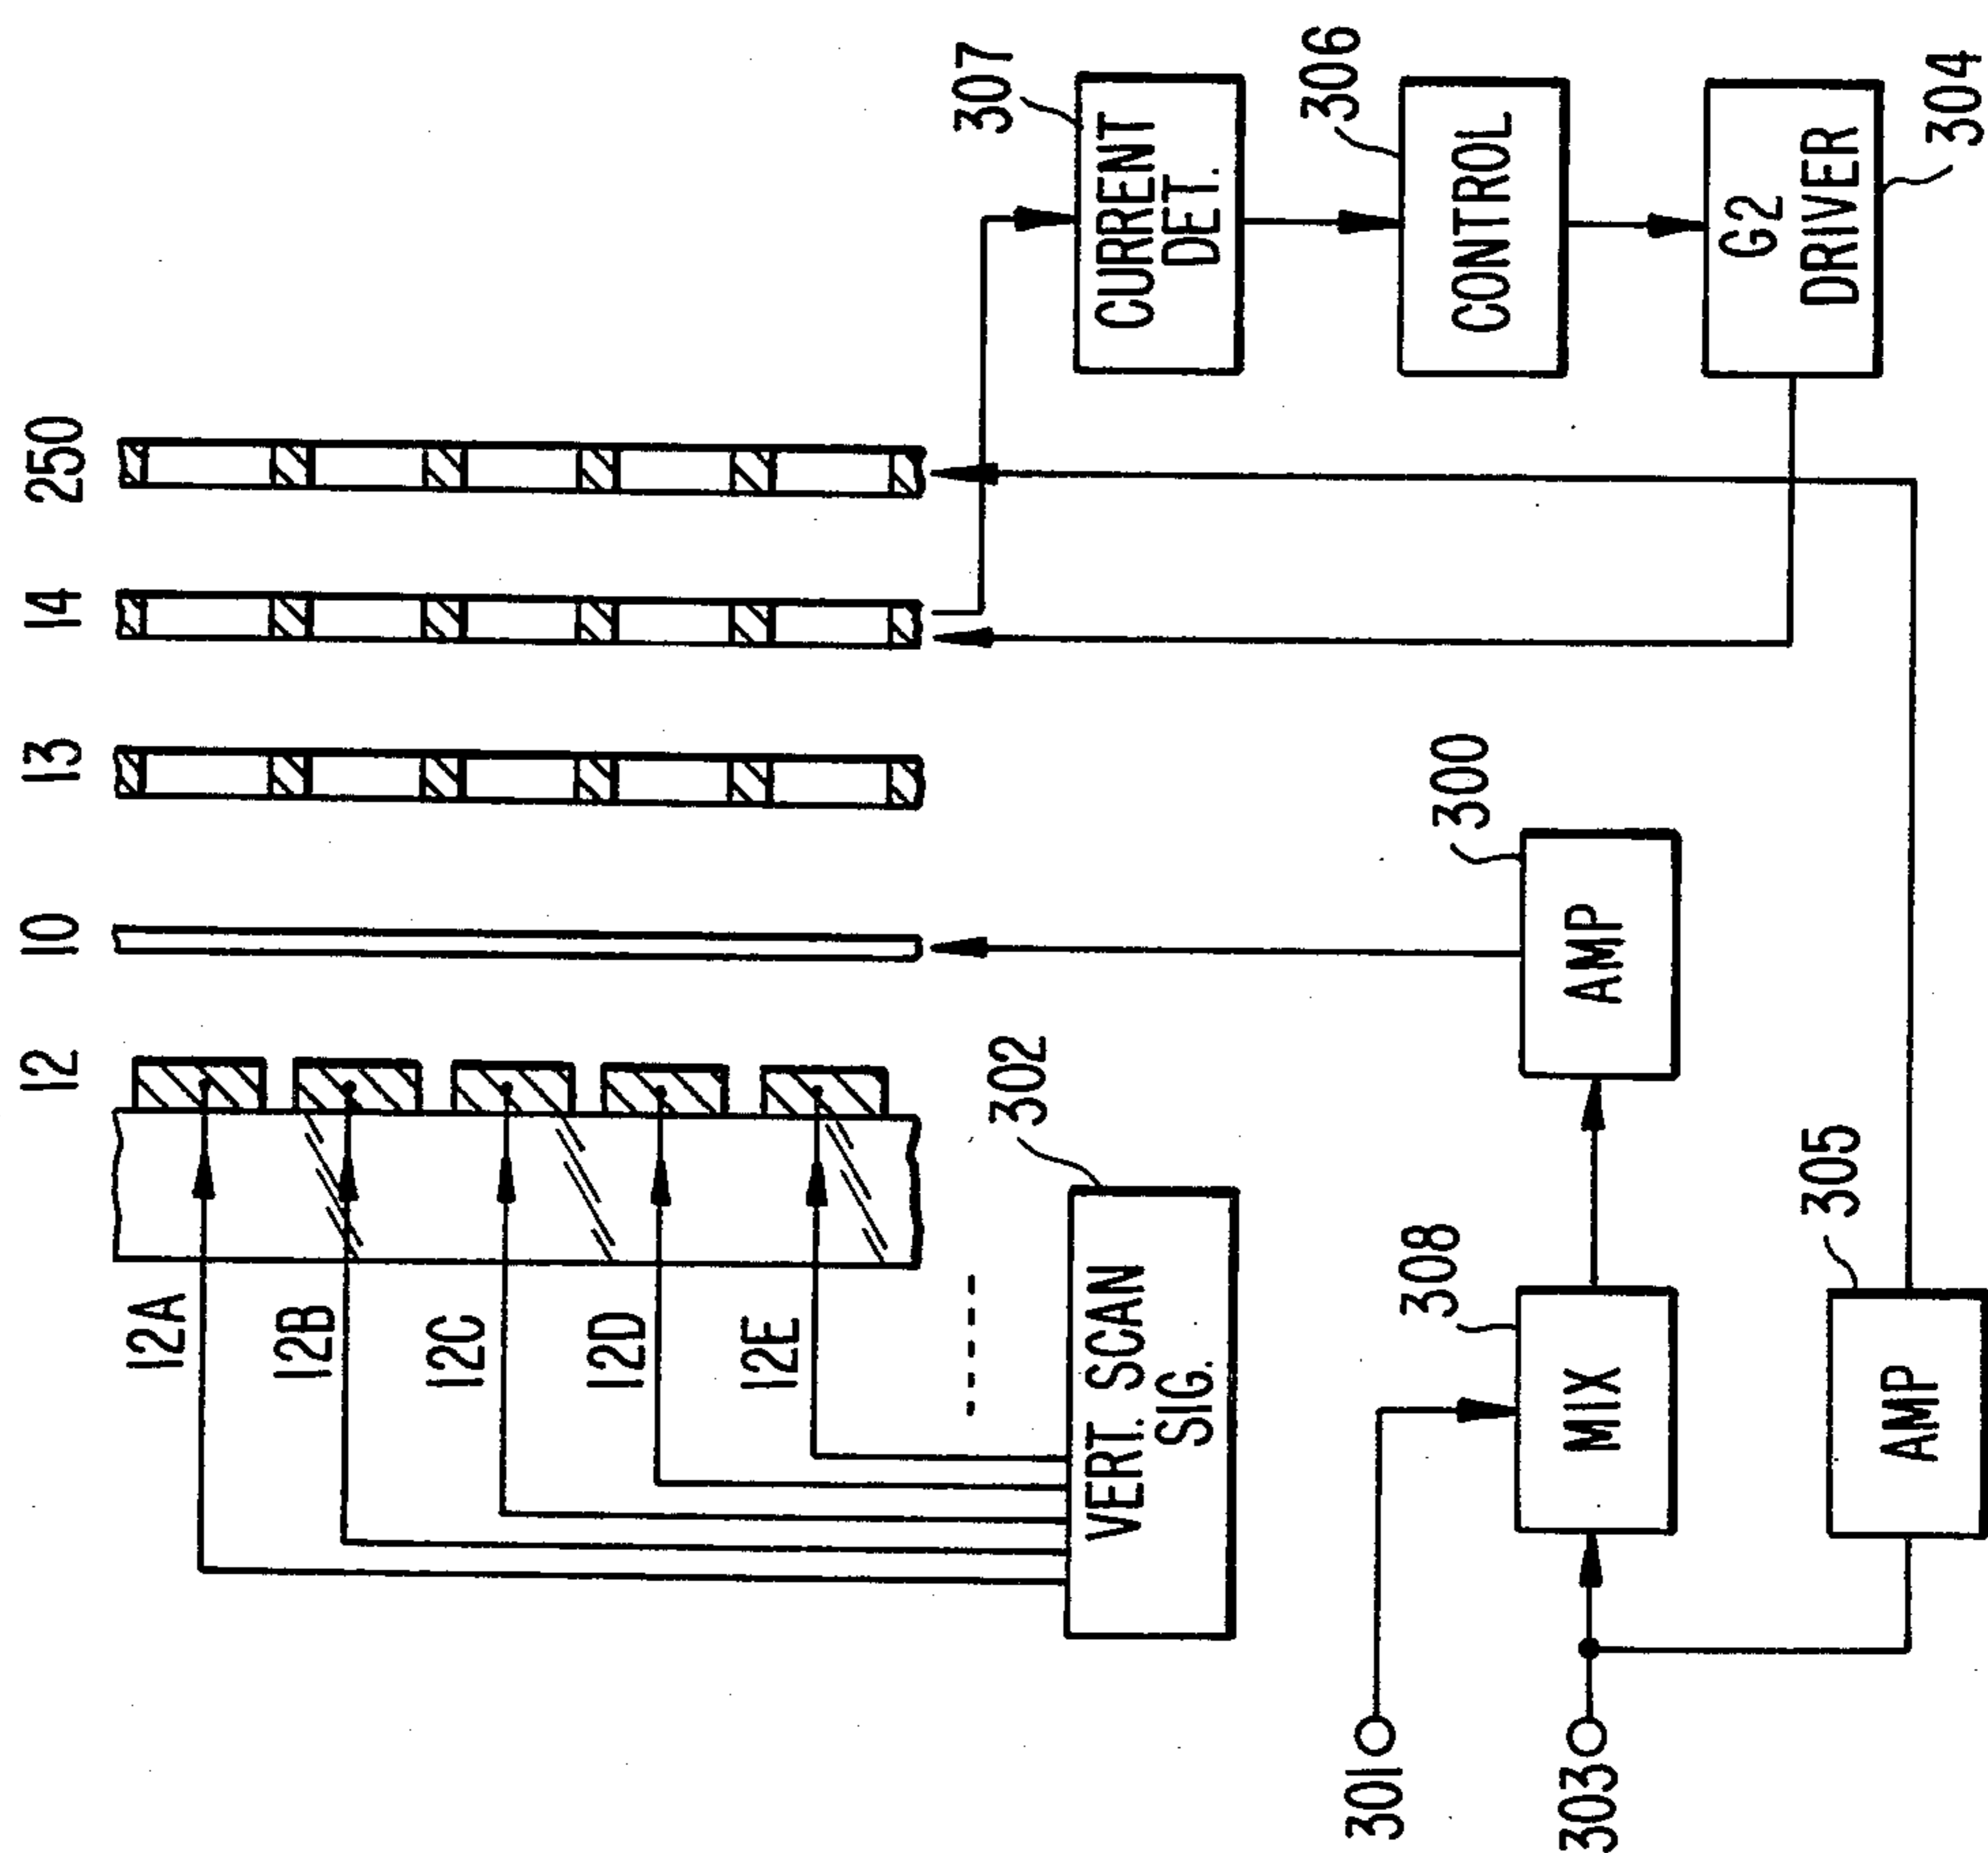 12
10
13
14
250
12A
12B
12C
12D
12E
302
VERT. SCAN
SIG.
307
CURRENT
DET.
306
CONTROL
304
G2
DRIVER
300
AMP
308
MIX
305
AMP
301
303